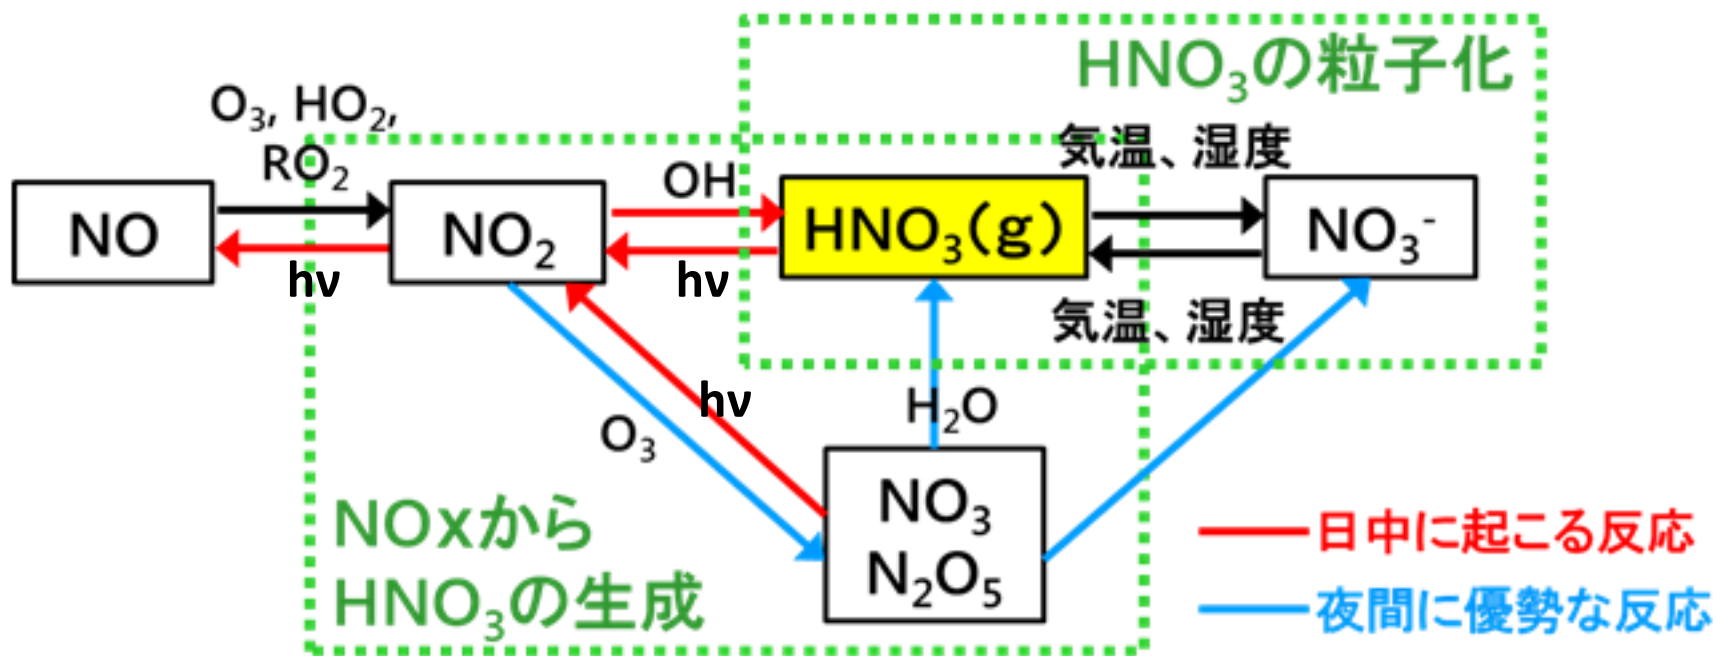 HNO₃の粒子化
O₃, HO₂,
RO₂
気温、湿度
OH
NO
NO₂
HNO₃(g)
NO₃⁻
hν
hν
気温、湿度
hν
H₂O
O₃
NO₃
N₂O₅
NOxから
HNO₃の生成
日中に起こる反応
夜間に優勢な反応